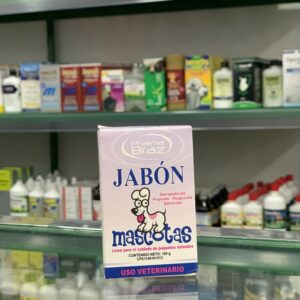 Pharma
Braz
JABÓN
Garrapaticida
Piojicida - Pulguicida
Sarnicida
mascotas
Línea para el cuidado de pequeños animales
CONTENIDO NETO: 100 g
USO VETERINARIO